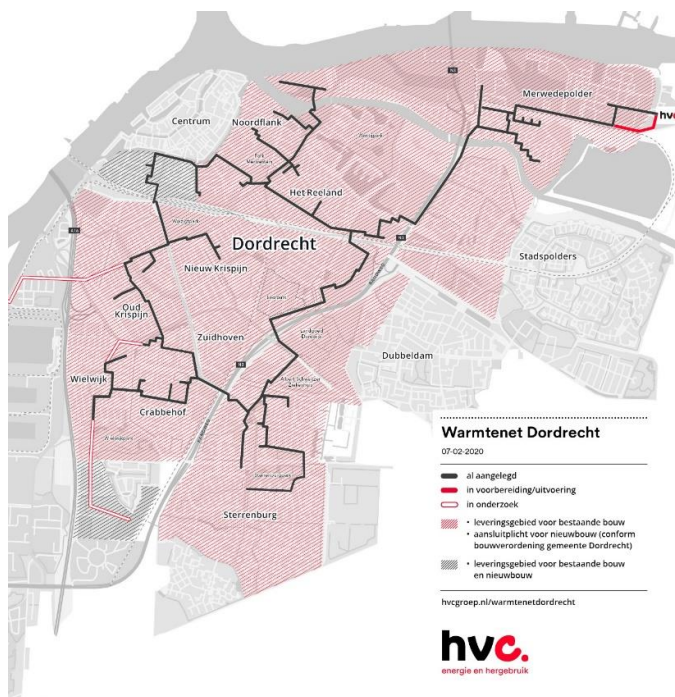 Merwedepolder
hvc
Centrum
Noordflank
Het Reeland
Dordrecht
Stadspolders
Nieuw Krispijn
Oud
Krispijn
Zuidhoven
Dubbeldam
Wielwijk
Crabbehof
Sterrenburg
Warmtenet Dordrecht
07-02-2020
al aangelegd
in voorbereiding/uitvoering
in onderzoek
• leveringsgebied voor bestaande bouw
• aansluitplicht voor nieuwbouw (conform
bouwverordening gemeente Dordrecht)
• leveringsgebied voor bestaande bouw
en nieuwbouw
hvcgroep.nl/warmtenetdordrecht
hvc.
energie en hergebruik